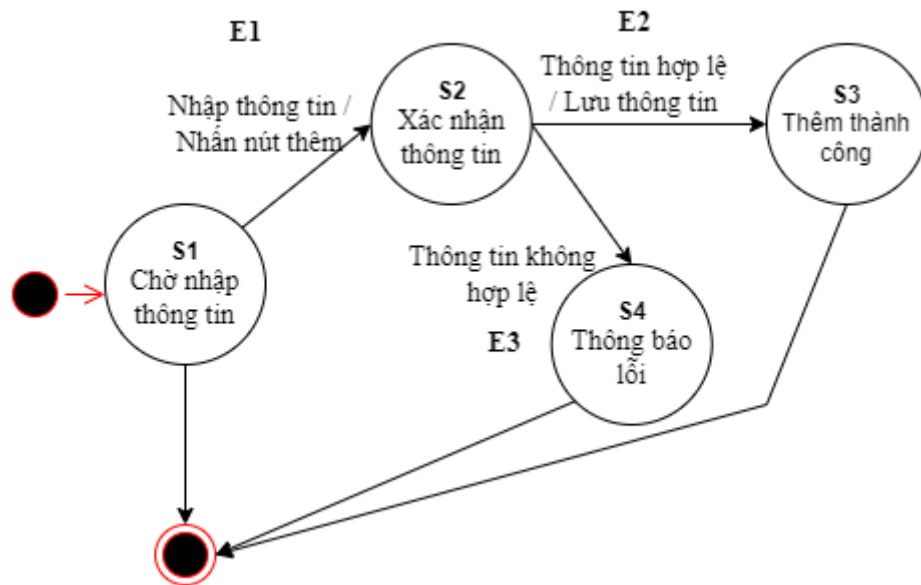 E1
E2
Nhập thông tin /
Nhấn nút thêm
S2
Xác nhận
thông tin
Thông tin hợp lệ
/ Lưu thông tin
S3
Thêm thành
công
S1
Chờ nhập
thông tin
Thông tin không
hợp lệ
E3
S4
Thông báo
lỗi